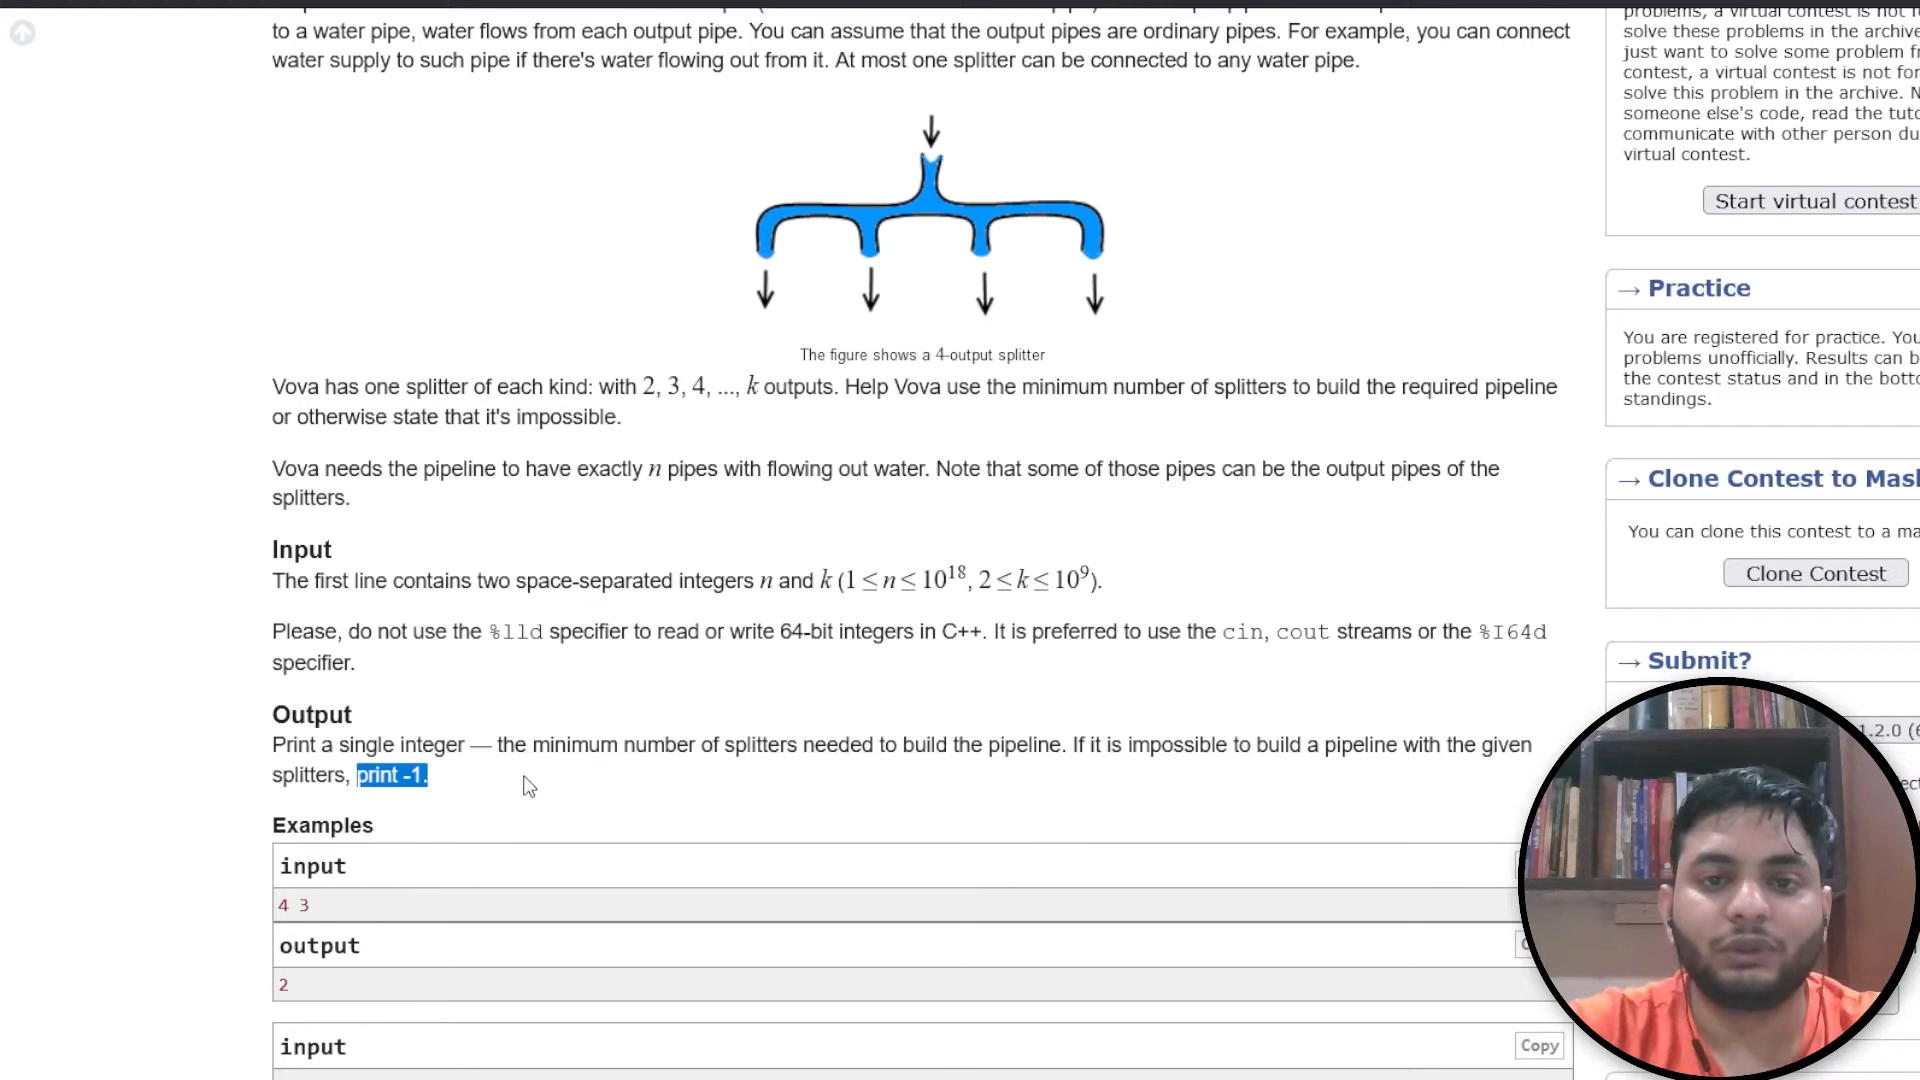 to a water pipe, water flows from each output pipe. You can assume that the output pipes are ordinary pipes. For example, you can connect
water supply to such pipe if there's water flowing out from it. At most one splitter can be connected to any water pipe.
The figure shows a 4-output splitter
Vova has one splitter of each kind: with 2, 3, 4, ..., k outputs. Help Vova use the minimum number of splitters to build the required pipeline
or otherwise state that it's impossible.
Vova needs the pipeline to have exactly n pipes with flowing out water. Note that some of those pipes can be the output pipes of the
splitters.
Input
The first line contains two space-separated integers n and k (1 ≤ n ≤ 10^18, 2 ≤ k ≤ 10^9).
Please, do not use the %lld specifier to read or write 64-bit integers in C++. It is preferred to use the cin, cout streams or the %I64d
specifier.
Output
Print a single integer — the minimum number of splitters needed to build the pipeline. If it is impossible to build a pipeline with the given
splitters, print -1.
Examples
input
4 3
output
2
input
Copy
problems, a virtual contest is not
solve these problems in the archive
just want to solve some problem
contest, a virtual contest is not for
solve this problem in the archive. N
someone else's code, read the
communicate with other person
virtual contest.
Start virtual contest
→ Practice
You are registered for practice. You
problems unofficially. Results can b
the contest status and in the
standings.
→ Clone Contest to
You can clone this contest to a
Clone Contest
→ Submit?
1.2.0 (6